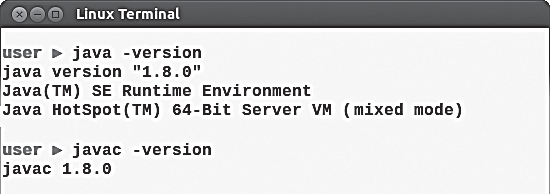 Linux Terminal
user ▶ java -version
java version "1.8.0"
Java(TM) SE Runtime Environment
Java HotSpot(TM) 64-Bit Server VM (mixed mode)
user ▶ javac -version
javac 1.8.0